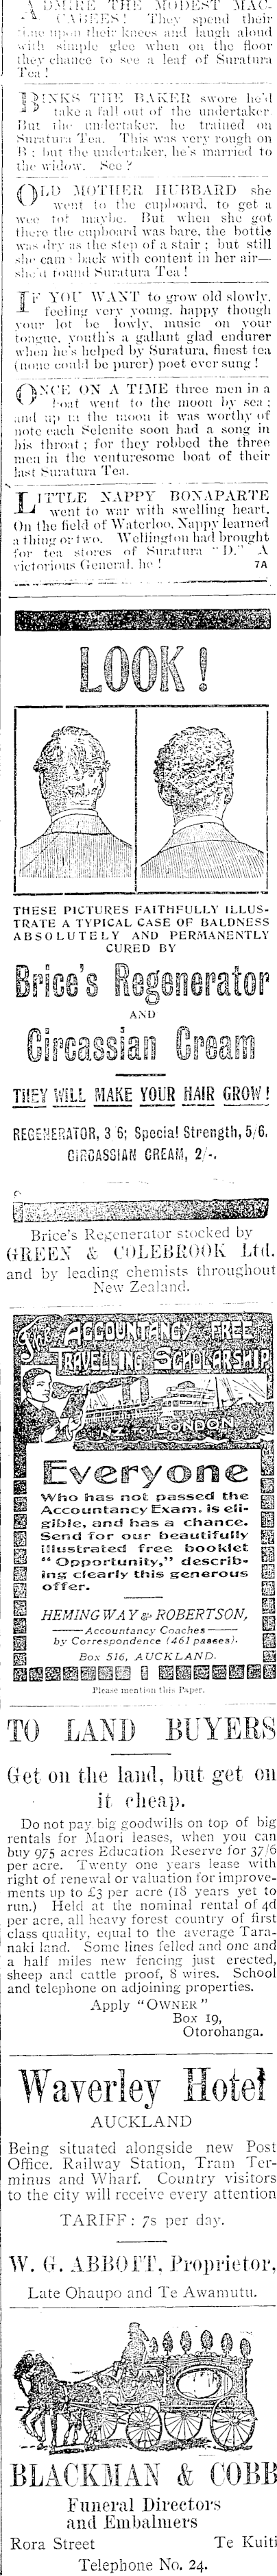 ADMIRE THE MODEST MAC-
CABEES! They spend their
time upon their knees and laugh aloud
with simple glee when on the floor
they chance to see a leaf of Suratura
Tea!
BINKS THE BAKER swore he'd
take a fall out of the undertaker.
But the undertaker, he trained on
Suratura Tea. This was very rough on
B; but the undertaker, he's married to
the widow. See?
OLD MOTHER HUBBARD she
went to the cupboard, to get a
wee tot maybe. But when she got
there the cupboard was bare, the bottle
was dry as the step of a stair; but still
she came back with content in her air—
she'd found Suratura Tea!
IF YOU WANT to grow old slowly,
feeling very young, happy though
your lot be lowly, music on your
tongue, youth's a gallant glad endurer
when he's helped by Suratura, finest tea
(none could be purer) poet ever sung!
ONCE ON A TIME three men in a
boat went to the moon by sea;
and up in the moon it was worthy of
note each Selenite soon had a song in
his throat; for they robbed the three
men in the venturesome boat of their
last Suratura Tea.
LITTLE NAPPY BONAPARTE
went to war with swelling heart.
On the field of Waterloo, Nappy learned
a thing or two. Wellington had brought
for tea stores of Suratura "D." A
victorious General, he! 7A
LOOK!
THESE PICTURES FAITHFULLY ILLUS-
TRATE A TYPICAL CASE OF BALDNESS
ABSOLUTELY AND PERMANENTLY
CURED BY
Brice's Regenerator
AND
Circassian Cream
THEY WILL MAKE YOUR HAIR GROW!
REGENERATOR, 3/6; Special Strength, 5/6.
CIRCASSIAN CREAM, 2/-.
Brice's Regenerator stocked by
GREEN & COLEBROOK Ltd.
and by leading chemists throughout
New Zealand.
The ACCOUNTANCY FREE
TRAVELLING SCHOLARSHIP
N.Z. TO LONDON
Everyone
Who has not passed the
Accountancy Exam. is eli-
gible, and has a chance.
Send for our beautifully
illustrated free booklet
"Opportunity," describ-
ing clearly this generous
offer.
HEMINGWAY & ROBERTSON,
Accountancy Coaches
by Correspondence (461 passes).
Box 516, AUCKLAND.
Please mention this Paper.
TO LAND BUYERS
Get on the land, but get on
it cheap.
Do not pay big goodwills on top of big
rentals for Maori leases, when you can
buy 975 acres Education Reserve for 37/6
per acre. Twenty one years lease with
right of renewal or valuation for improve-
ments up to £3 per acre (18 years yet to
run.) Held at the nominal rental of 4d
per acre, all heavy forest country of first
class quality, equal to the average Tara-
naki land. Some lines felled and one and
a half miles new fencing just erected,
sheep and cattle proof, 8 wires. School
and telephone on adjoining properties.
Apply "OWNER"
Box 19,
Otorohanga.
Waverley Hotel
AUCKLAND
Being situated alongside new Post
Office, Railway Station, Tram Ter-
minus and Wharf. Country visitors
to the city will receive every attention
TARIFF: 7s per day.
W. G. ABBOTT, Proprietor,
Late Ohaupo and Te Awamutu.
BLACKMAN & COBB
Funeral Directors
and Embalmers
Rora Street Te Kuiti
Telephone No. 24.